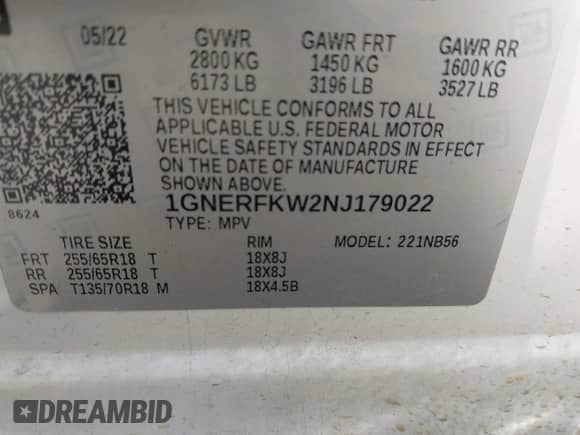 05/22 GVWR GAWR FRT GAWR RR
2800 KG 1450 KG 1600 KG
6173 LB 3196 LB 3527 LB
THIS VEHICLE CONFORMS TO ALL
APPLICABLE U.S. FEDERAL MOTOR
VEHICLE SAFETY STANDARDS IN EFFECT
ON THE DATE OF MANUFACTURE
SHOWN ABOVE.
8624
1GNERFKW2NJ179022
TYPE: MPV
TIRE SIZE RIM MODEL: 221NB56
FRT 255/65R18 T 18X8J
RR 255/65R18 T 18X8J
SPA T135/70R18 M 18X4.5B
DREAMBID